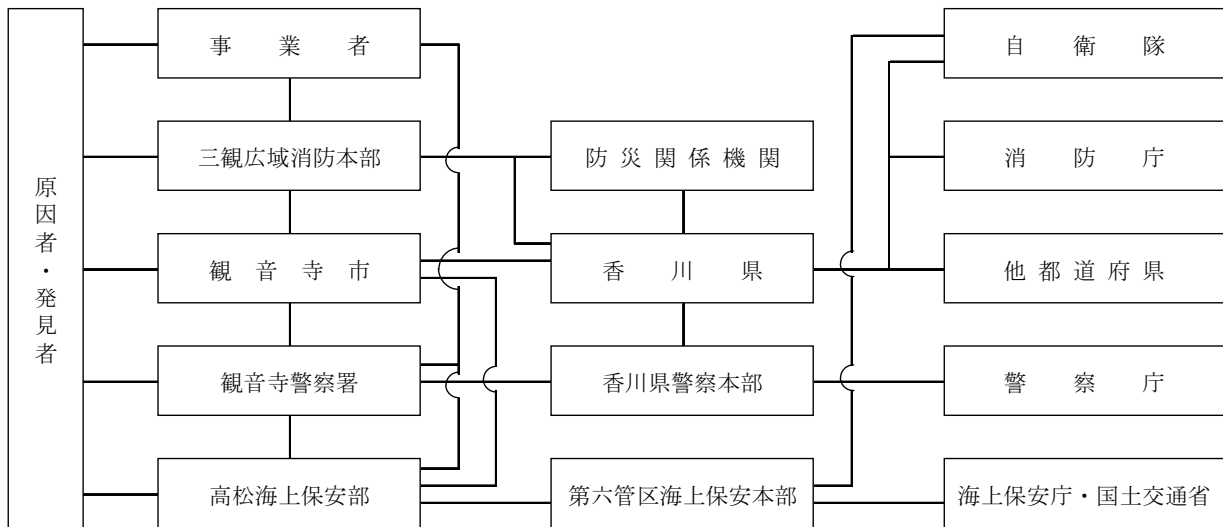 原因者・発見者
事業者
三観広域消防本部
観音寺市
観音寺警察署
高松海上保安部
防災関係機関
香川県
香川県警察本部
第六管区海上保安本部
自衛隊
消防庁
他都道府県
警察庁
海上保安庁・国土交通省